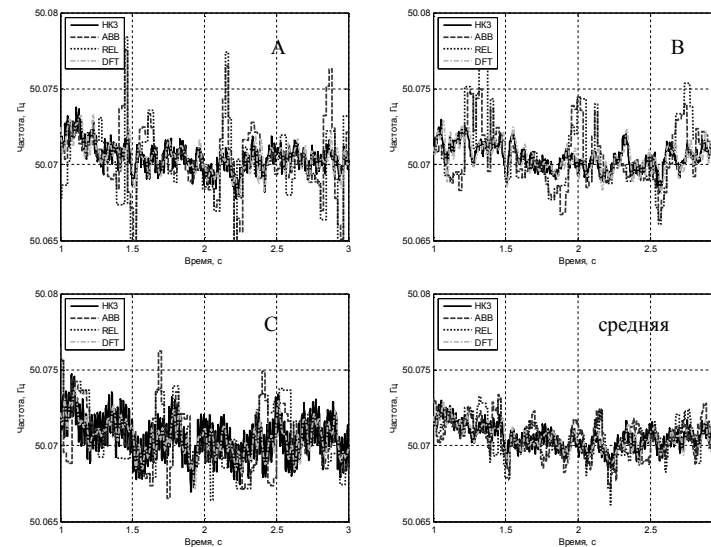 50.08
50.075
50.07
50.065
Частота, Гц
НКЗ
ABB
REL
DFT
A
1
1.5
2
2.5
3
Время, с
50.08
50.075
50.07
50.065
Частота, Гц
НКЗ
ABB
REL
DFT
B
1
1.5
2
2.5
Время, с
50.08
50.075
50.07
50.065
Частота, Гц
НКЗ
ABB
REL
DFT
C
1
1.5
2
2.5
3
Время, с
50.08
50.075
50.07
50.065
Частота, Гц
НКЗ
ABB
REL
DFT
средняя
1
1.5
2
2.5
Время, с